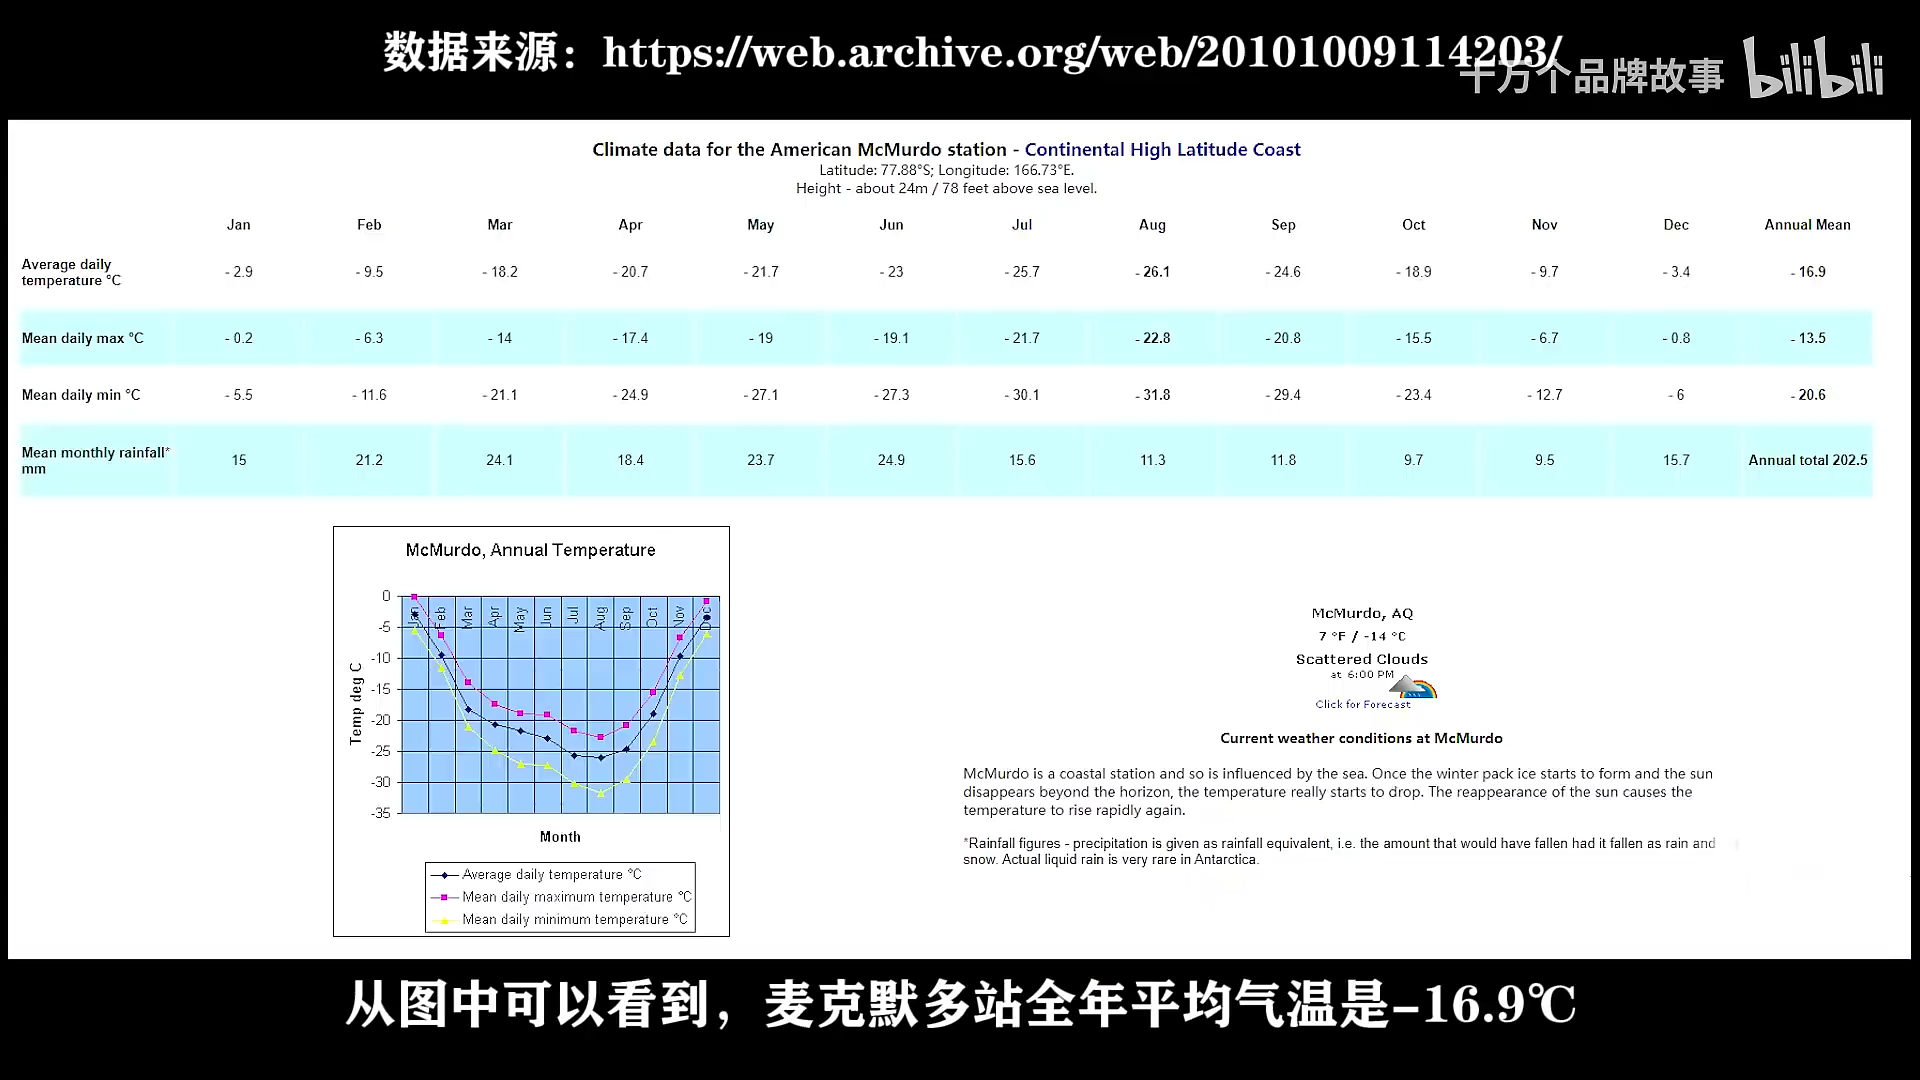 数据来源：https://web.archive.org/web/20101009114203/
十万个品牌故事 bilibili
Climate data for the American McMurdo station - Continental High Latitude Coast
Latitude: 77.88°S; Longitude: 166.73°E.
Height - about 24m / 78 feet above sea level.
Jan Feb Mar Apr May Jun Jul Aug Sep Oct Nov Dec Annual Mean
Average daily temperature °C - 2.9 - 9.5 - 18.2 - 20.7 - 21.7 - 23 - 25.7 - 26.1 - 24.6 - 18.9 - 9.7 - 3.4 - 16.9
Mean daily max °C - 0.2 - 6.3 - 14 - 17.4 - 19 - 19.1 - 21.7 - 22.8 - 20.8 - 15.5 - 6.7 - 0.8 - 13.5
Mean daily min °C - 5.5 - 11.6 - 21.1 - 24.9 - 27.1 - 27.3 - 30.1 - 31.8 - 29.4 - 23.4 - 12.7 - 6 - 20.6
Mean monthly rainfall* mm 15 21.2 24.1 18.4 23.7 24.9 15.6 11.3 11.8 9.7 9.5 15.7 Annual total 202.5
McMurdo, Annual Temperature
0
-5
-10
-15
-20
-25
-30
-35
Temp deg C
Jan Feb Mar Apr May Jun Jul Aug Sep Oct Nov Dec
Month
Average daily temperature °C
Mean daily maximum temperature °C
Mean daily minimum temperature °C
McMurdo, AQ
7 °F / -14 °C
Scattered Clouds
at 6:00 PM
Click for Forecast
Current weather conditions at McMurdo
McMurdo is a coastal station and so is influenced by the sea. Once the winter pack ice starts to form and the sun
disappears beyond the horizon, the temperature really starts to drop. The reappearance of the sun causes the
temperature to rise rapidly again.
*Rainfall figures - precipitation is given as rainfall equivalent, i.e. the amount that would have fallen had it fallen as rain and
snow. Actual liquid rain is very rare in Antarctica.
从图中可以看到，麦克默多站全年平均气温是-16.9℃